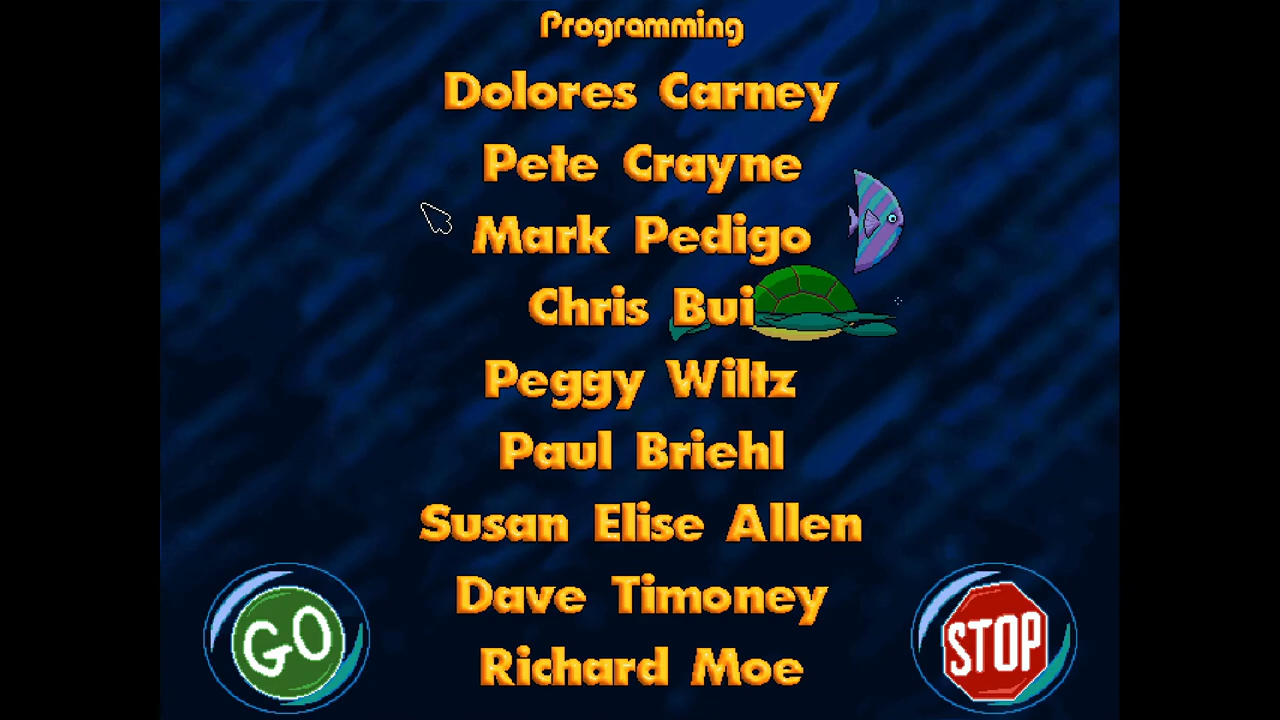 Programming
Dolores Carney
Pete Crayne
Mark Pedigo
Chris Bui
Peggy Wiltz
Paul Briehl
Susan Elise Allen
Dave Timoney
GO
STOP
Richard Moe